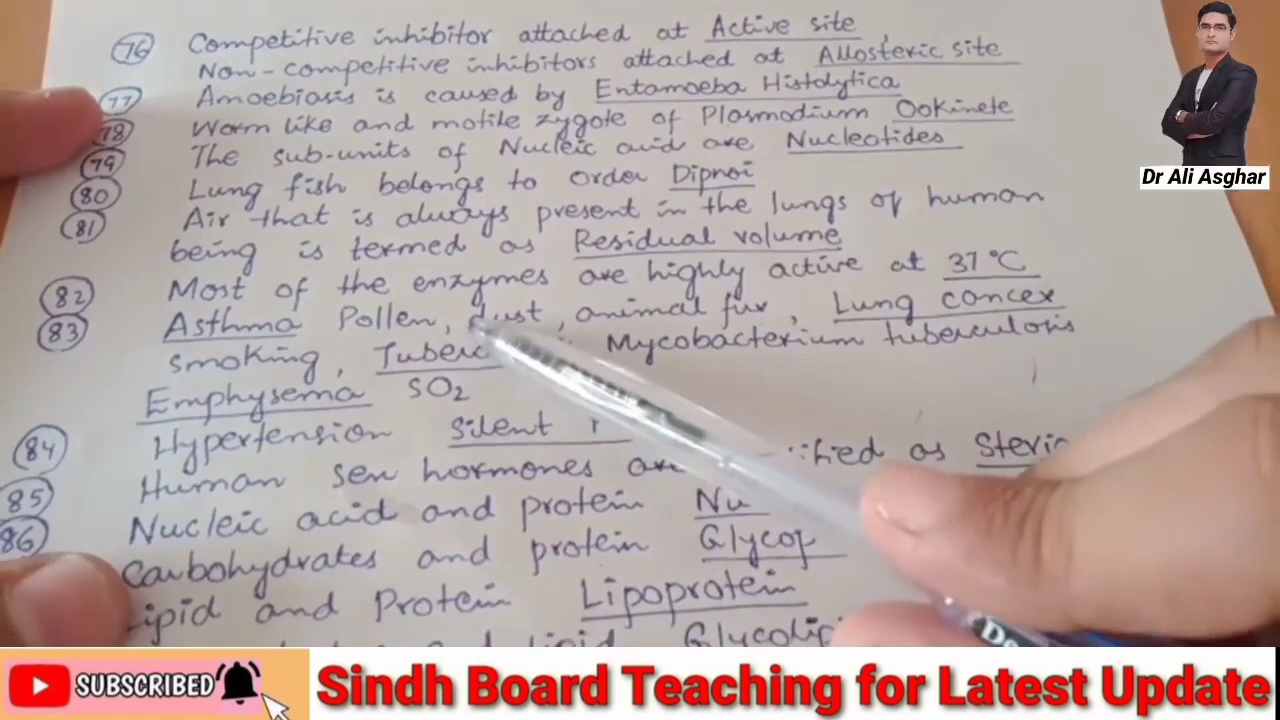 76 Competitive inhibitor attached at Active site,
Non-competitive inhibitors attached at Allosteric site
77 Amoebiasis is caused by Entamoeba Histolytica
78 Worm like and motile zygote of Plasmodium Ookinete
79 The sub-units of Nucleic acid are Nucleotides
80 Lung fish belongs to order Dipnoi
81 Air that is always present in the lungs of human
being is termed as Residual volume
82 Most of the enzymes are highly active at 37°C
83 Asthma Pollen, dust, animal fur, Lung cancer
smoking, Mycobacterium tuberculosis
Emphysema SO2
84 Hypertension Silent
85 Human sex hormones as
86 Nucleic acid and protein
Carbohydrates and protein
Lipid and Protein Lipoprotein
Dr Ali Asghar
SUBSCRIBED
Sindh Board Teaching for Latest Update